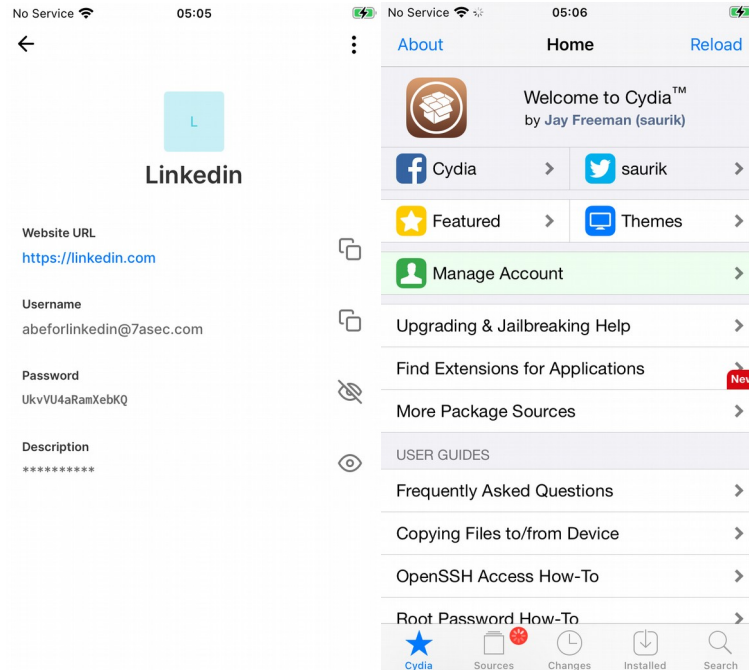 No Service
05:05
L
Linkedin
Website URL
https://linkedin.com
Username
abeforlinkedin@7asec.com
Password
UkvVU4aRamXebKQ
Description
**********
No Service
05:06
About
Home
Reload
Welcome to Cydia™
by Jay Freeman (saurik)
Cydia
saurik
Featured
Themes
Manage Account
Upgrading & Jailbreaking Help
Find Extensions for Applications
New
More Package Sources
USER GUIDES
Frequently Asked Questions
Copying Files to/from Device
OpenSSH Access How-To
Root Password How-To
Cydia
Sources
Changes
Installed
Search